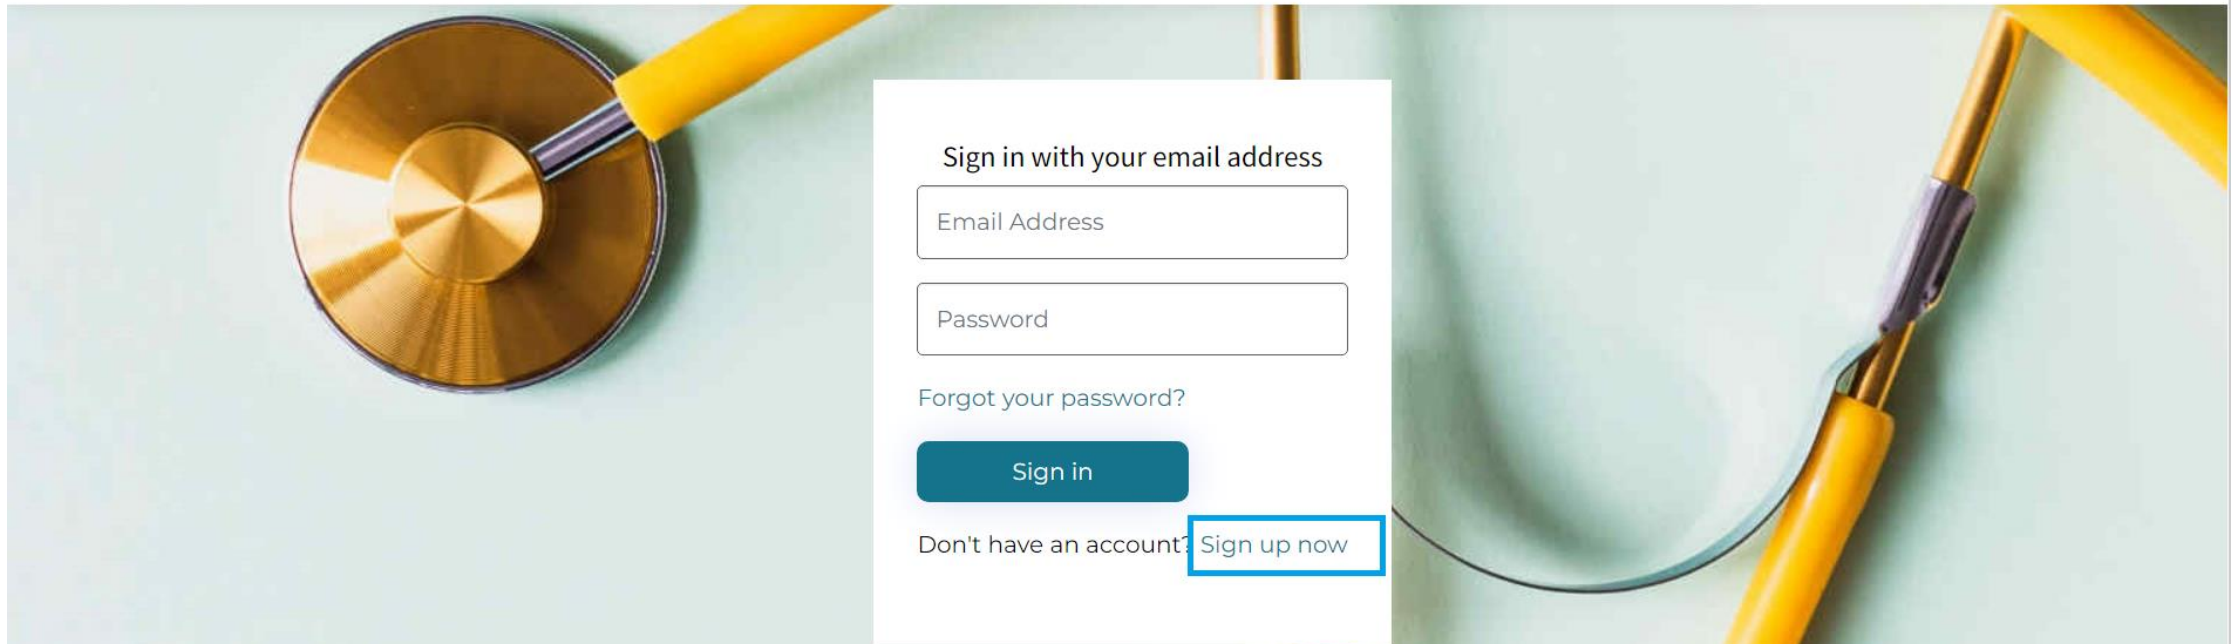 Sign in with your email address
Email Address
Password
Forgot your password?
Sign in
Don't have an account? Sign up now